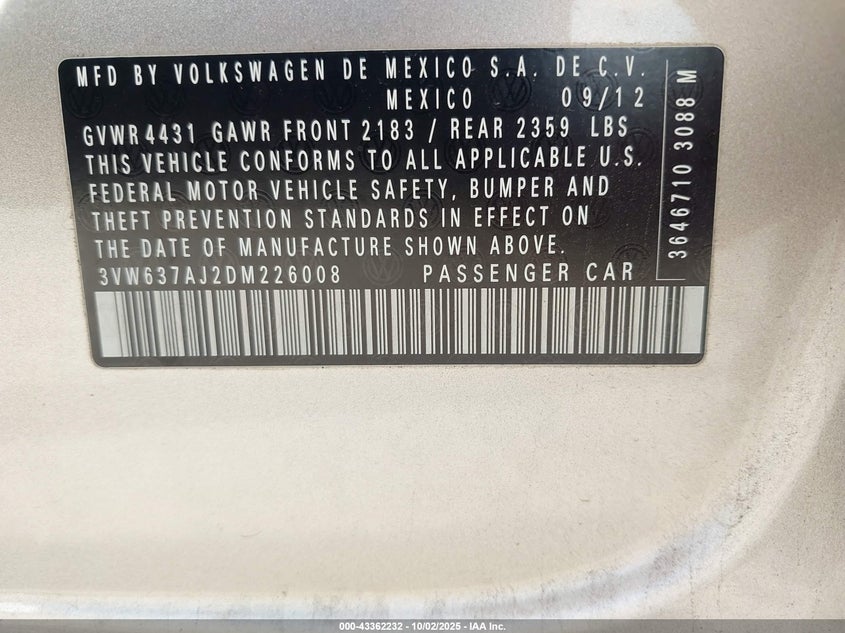 MFD BY VOLKSWAGEN DE MEXICO S.A. DE C.V.
MEXICO 09/12
GVWR 4431 GAWR FRONT 2183 / REAR 2359 LBS
THIS VEHICLE CONFORMS TO ALL APPLICABLE U.S.
FEDERAL MOTOR VEHICLE SAFETY, BUMPER AND
THEFT PREVENTION STANDARDS IN EFFECT ON
THE DATE OF MANUFACTURE SHOWN ABOVE.
3VW637AJ2DM226008 PASSENGER CAR
3646710 3088 M
000-43362232 - 10/02/2025 - IAA Inc.